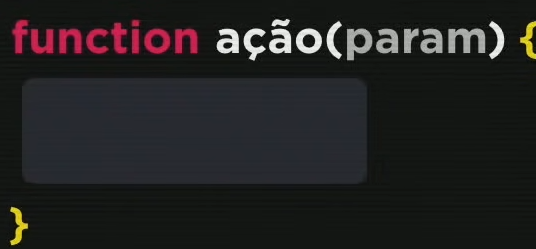 function ação(param) {
}